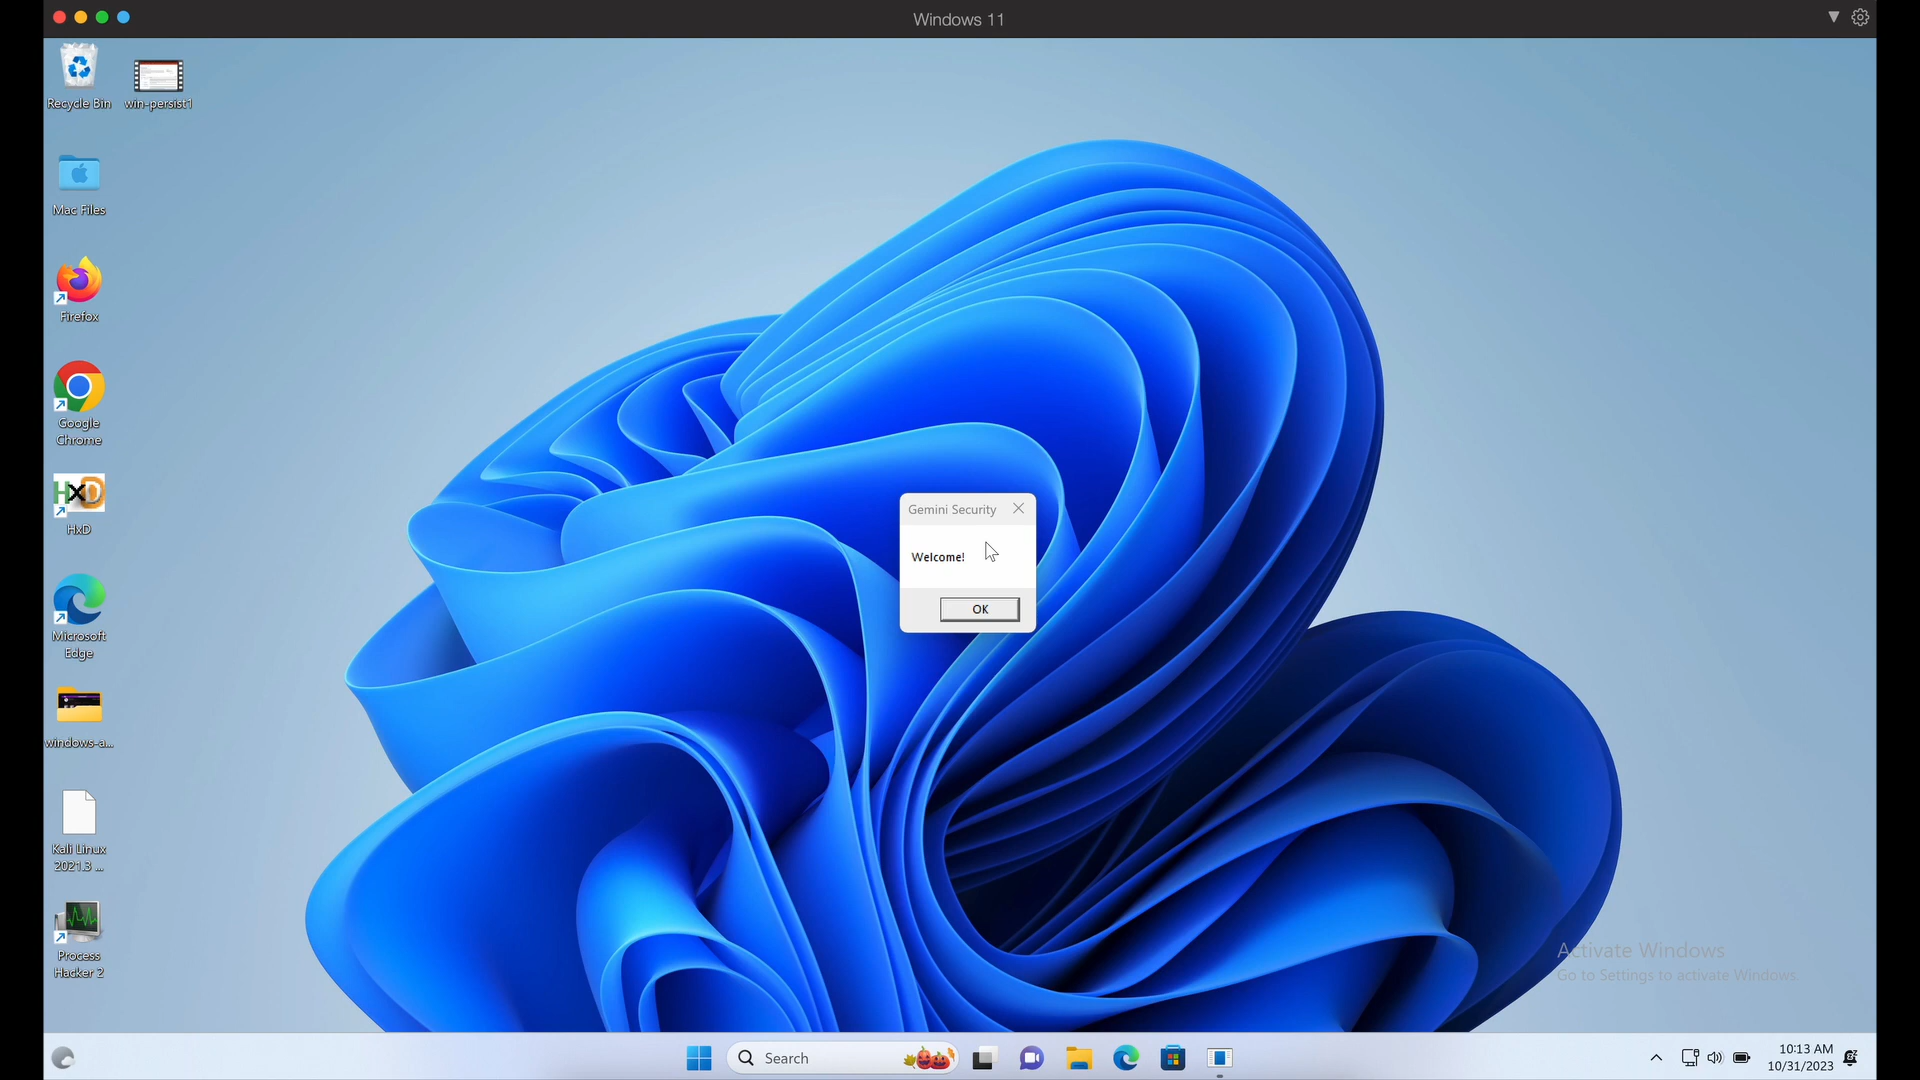 Windows 11
Recycle Bin
win-persist1
Mac Files
Firefox
Google
Chrome
HxD
HxD
Microsoft
Edge
windows-a...
Kali Linux
2021.3 ...
Process
Hacker 2
Gemini Security
Welcome!
OK
Activate Windows
Go to Settings to activate Windows.
Search
10:13 AM
10/31/2023